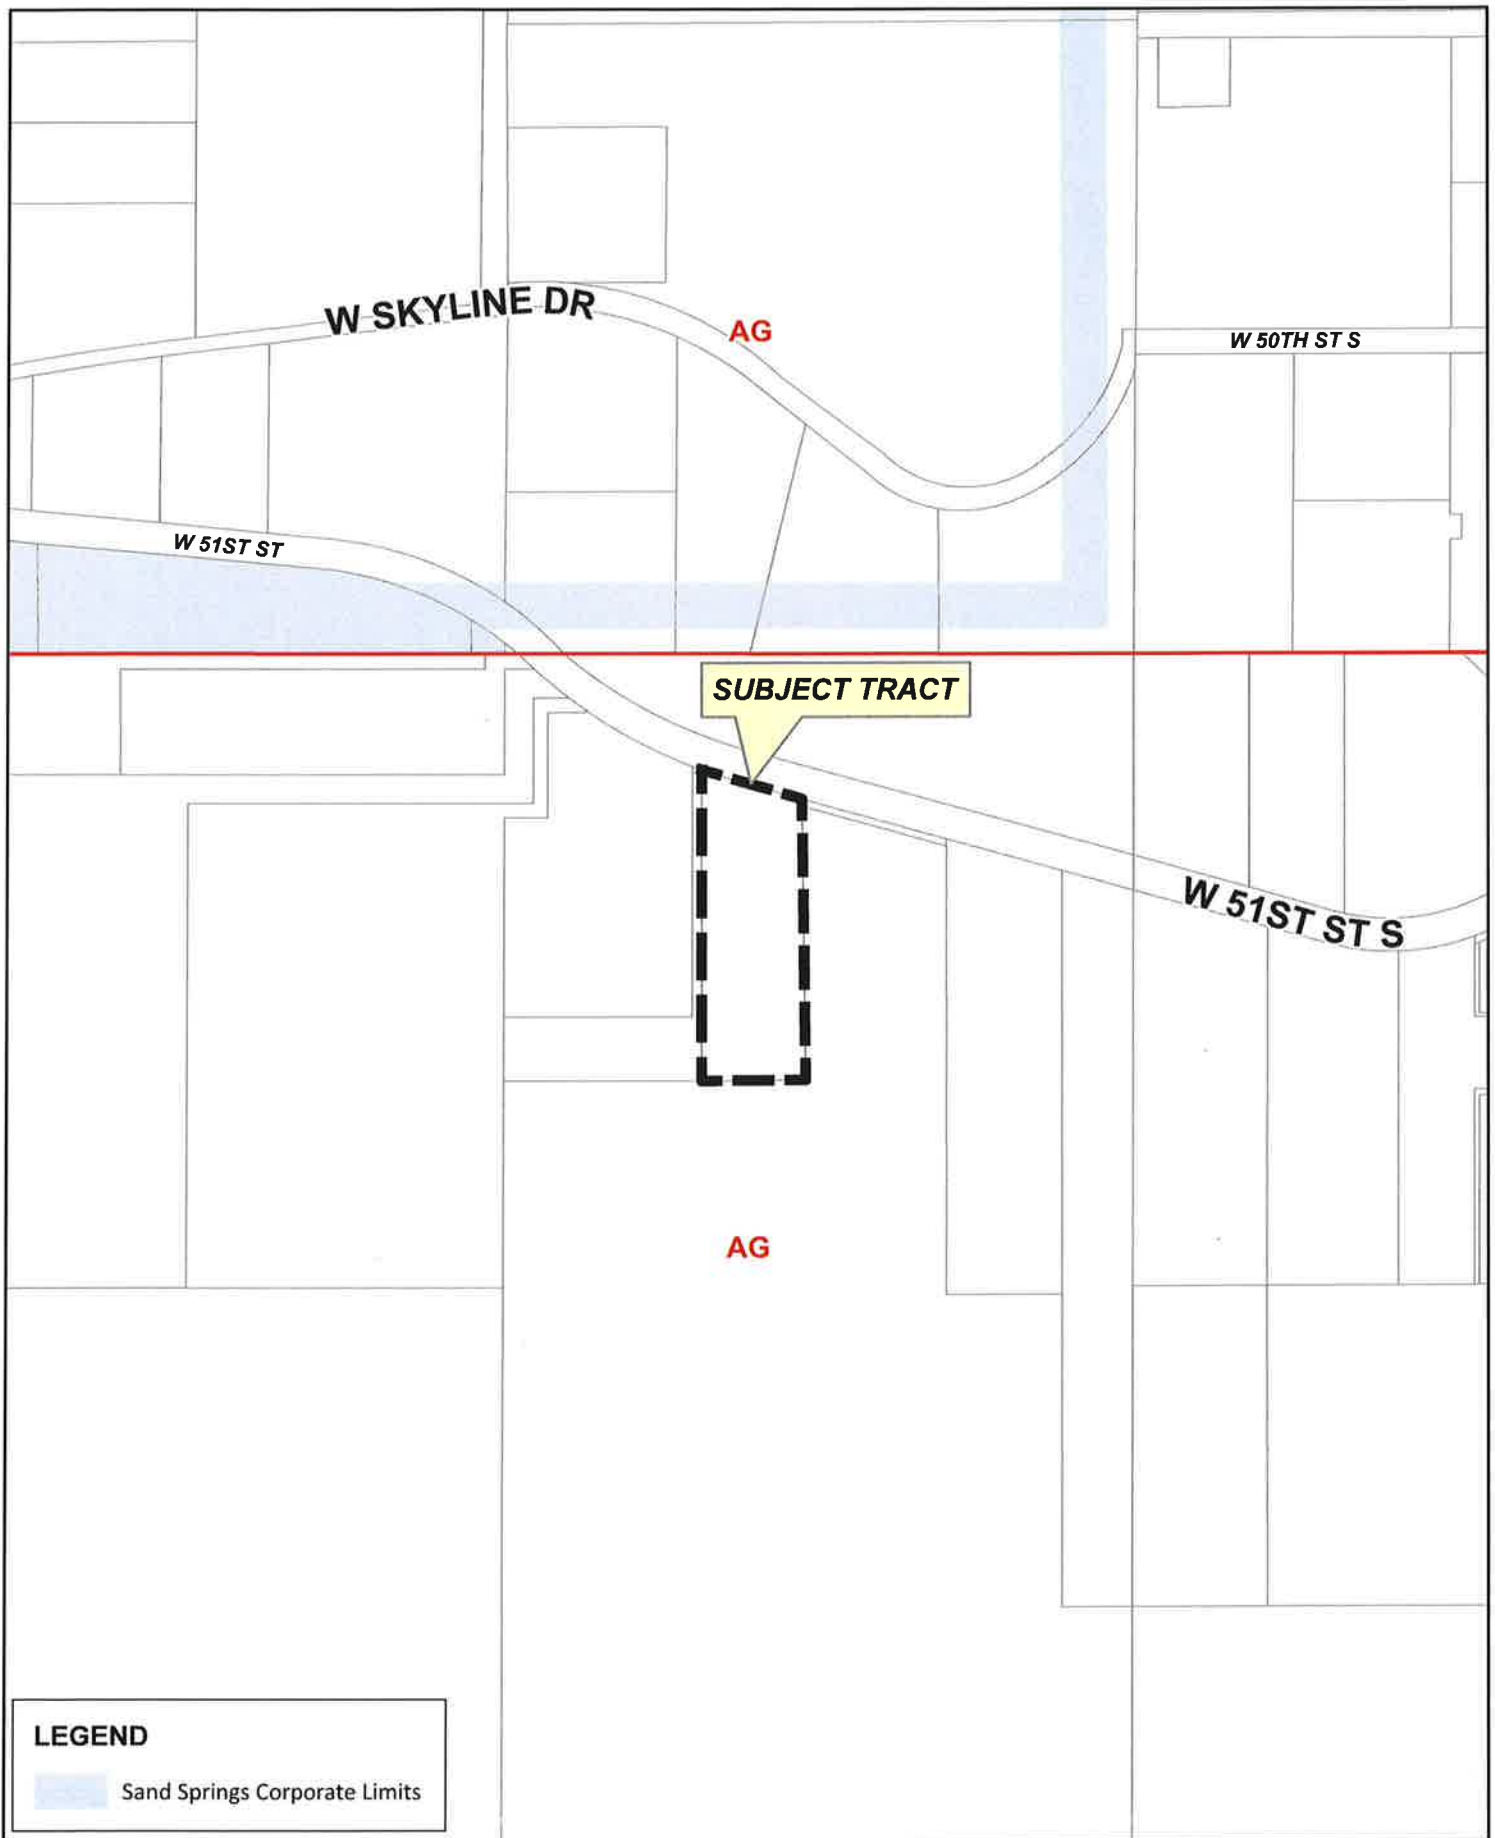 W SKYLINE DR
AG
W 50TH ST S
W 51ST ST
SUBJECT TRACT
W 51ST ST S
AG
LEGEND
Sand Springs Corporate Limits